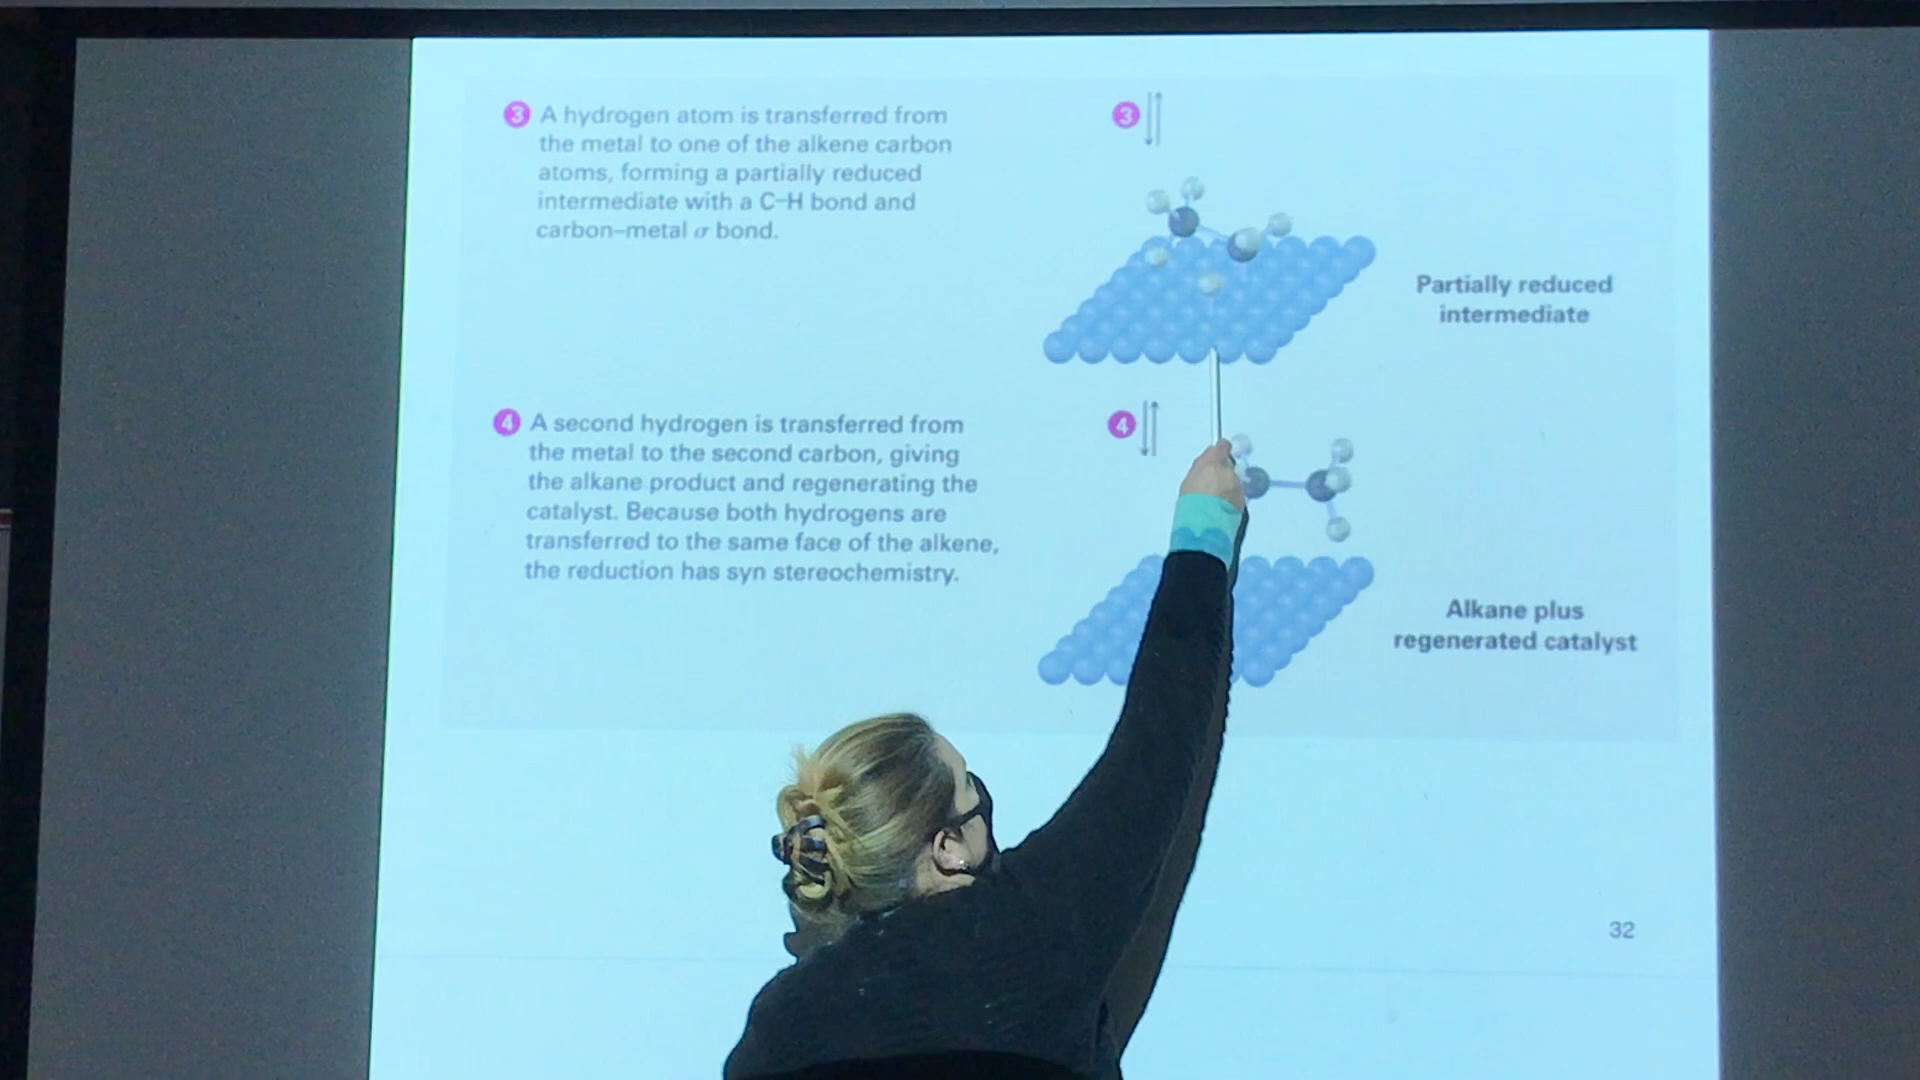 3 A hydrogen atom is transferred from
the metal to one of the alkene carbon
atoms, forming a partially reduced
intermediate with a C–H bond and
carbon–metal σ bond.
3
Partially reduced
intermediate
4 A second hydrogen is transferred from
the metal to the second carbon, giving
the alkane product and regenerating the
catalyst. Because both hydrogens are
transferred to the same face of the alkene,
the reduction has syn stereochemistry.
4
Alkane plus
regenerated catalyst
32